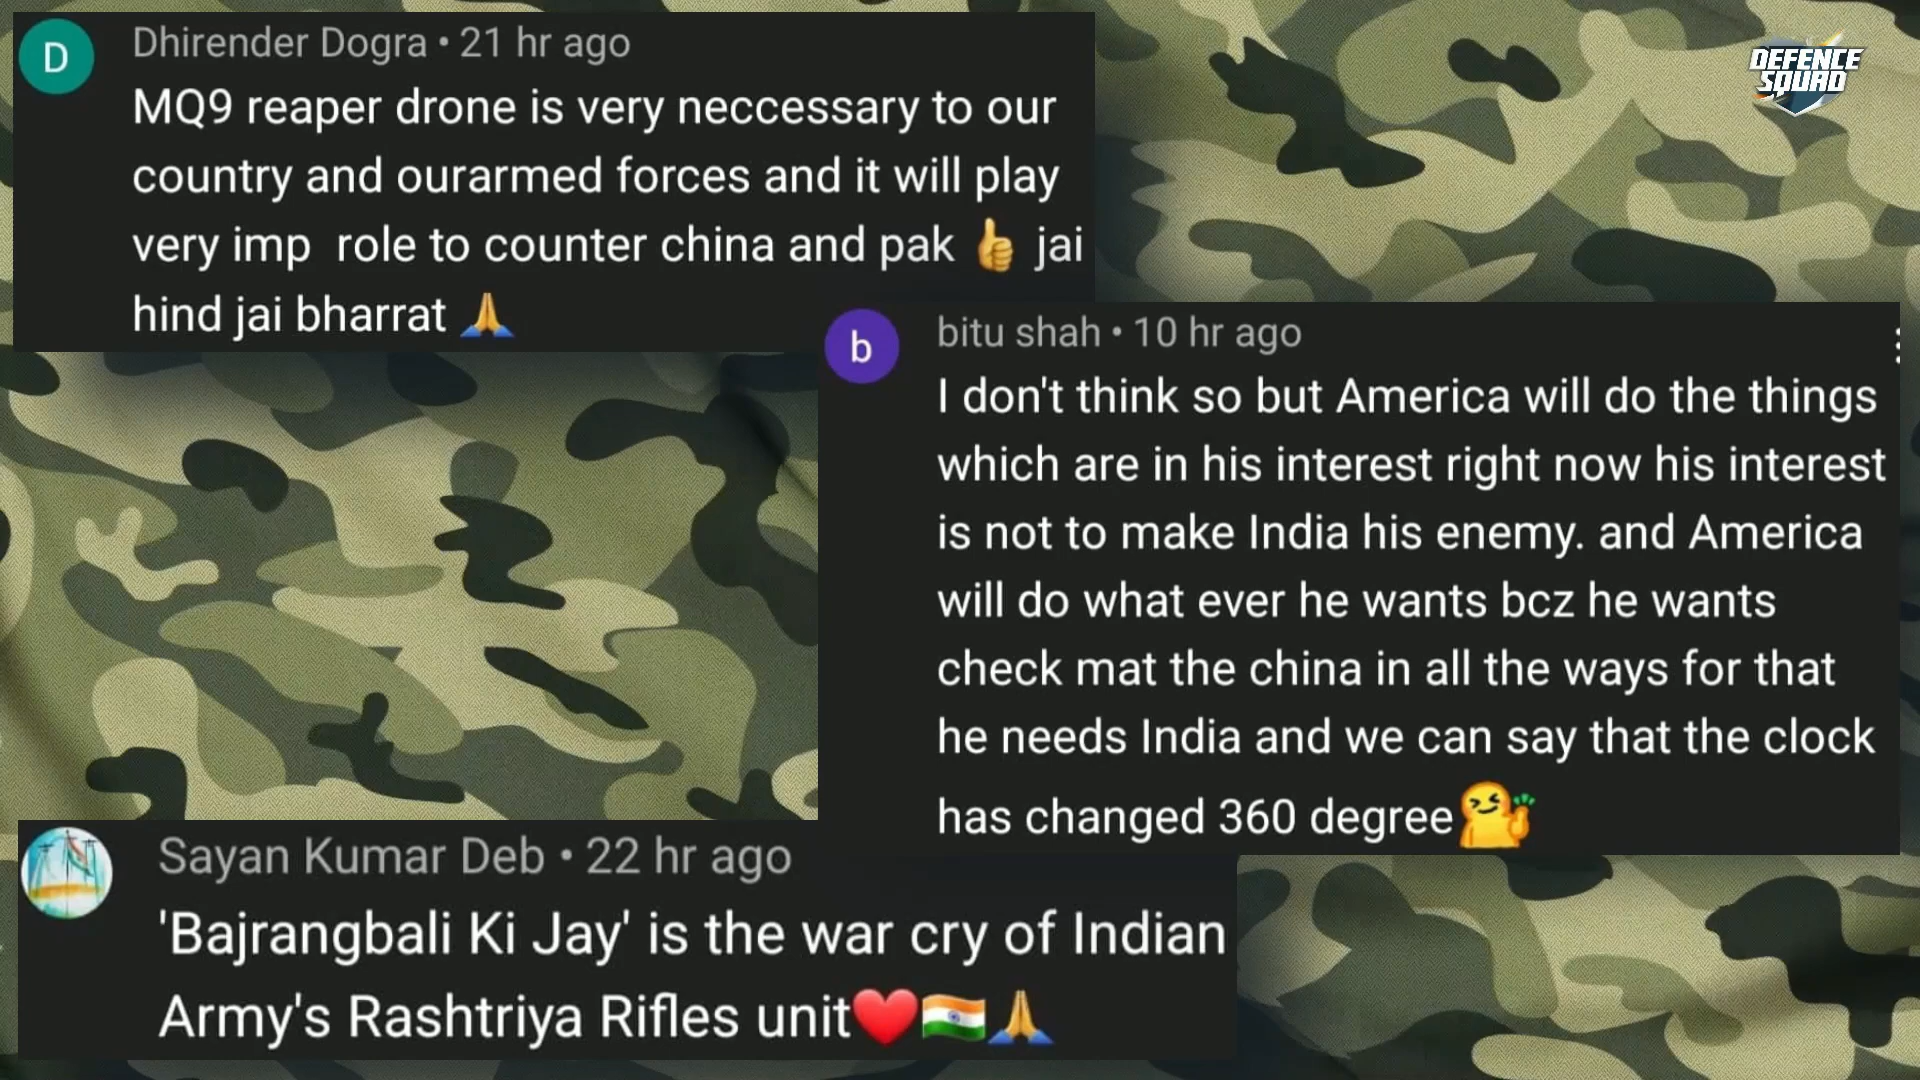 Dhirender Dogra • 21 hr ago
D
MQ9 reaper drone is very neccessary to our
country and ourarmed forces and it will play
very imp  role to counter china and pak 👍 jai
hind jai bharrat 🙏
DEFENCE
SQUAD
bitu shah • 10 hr ago
b
I don't think so but America will do the things
which are in his interest right now his interest
is not to make India his enemy. and America
will do what ever he wants bcz he wants
check mat the china in all the ways for that
he needs India and we can say that the clock
has changed 360 degree
Sayan Kumar Deb • 22 hr ago
'Bajrangbali Ki Jay' is the war cry of Indian
Army's Rashtriya Rifles unit❤️🇮🇳🙏